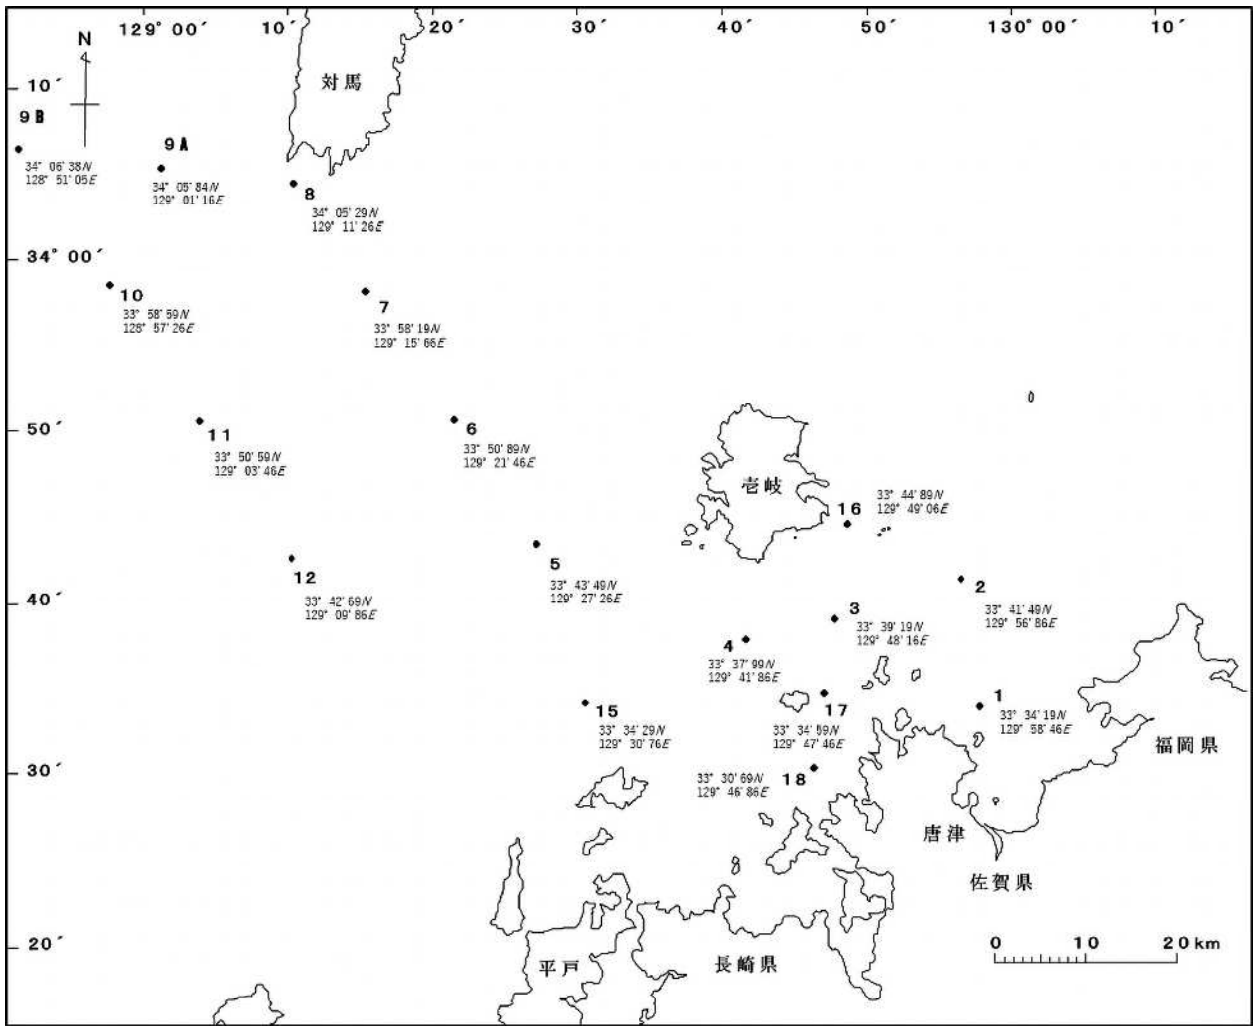 129° 00′ 10′ 20′ 30′ 40′ 50′ 130° 00′ 10′
N
対馬
10′
9B
34° 06' 38N
128° 51' 05E
9A
34° 05' 84N
129° 01' 16E
8
34° 05' 29N
129° 11' 26E
34° 00′
10
33° 58' 59N
128° 57' 26E
7
33° 58' 19N
129° 15' 66E
50′
11
33° 50' 59N
129° 03' 46E
6
33° 50' 89N
129° 21' 46E
壱岐
16
33° 44' 89N
129° 49' 06E
12
33° 42' 69N
129° 09' 86E
5
33° 43' 49N
129° 27' 26E
2
33° 41' 49N
129° 56' 86E
40′
3
33° 39' 19N
129° 48' 16E
4
33° 37' 99N
129° 41' 86E
1
33° 34' 19N
129° 58' 46E
15
33° 34' 29N
129° 30' 76E
17
33° 34' 59N
129° 47' 46E
福岡県
30′
18
33° 30' 69N
129° 46' 86E
唐津
佐賀県
20′
平戸
長崎県
0 10 20 km